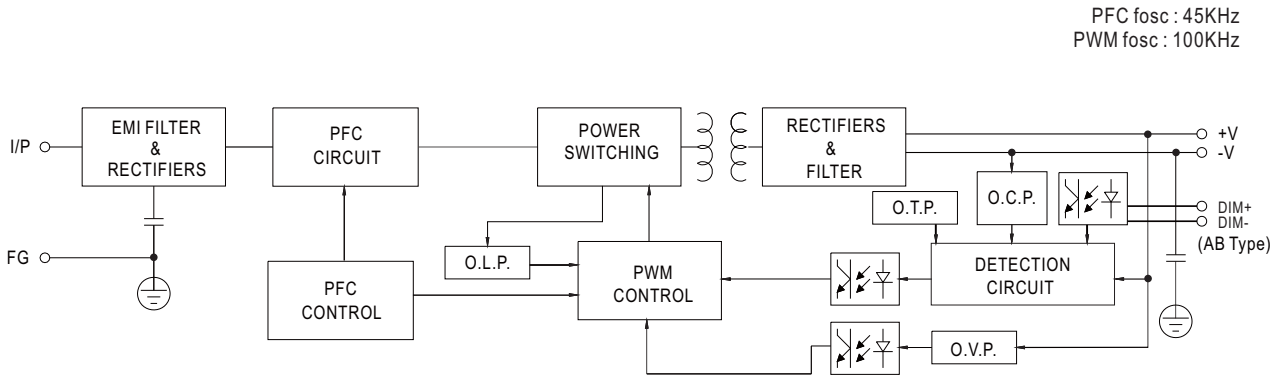 PFC fosc : 45KHz
PWM fosc : 100KHz
I/P
EMI FILTER
&
RECTIFIERS
PFC
CIRCUIT
POWER
SWITCHING
RECTIFIERS
&
FILTER
+V
-V
O.T.P.
O.C.P.
DIM+
DIM-
(AB Type)
FG
O.L.P.
PFC
CONTROL
PWM
CONTROL
DETECTION
CIRCUIT
O.V.P.